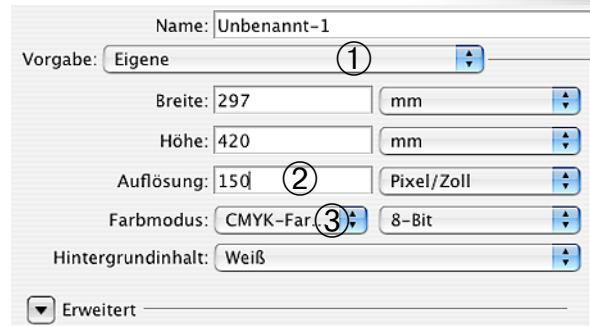 Name: Unbenannt-1
Vorgabe: Eigene ①
Breite: 297 mm
Höhe: 420 mm
Auflösung: 150 ② Pixel/Zoll
Farbmodus: CMYK-Far... ③ 8-Bit
Hintergrundinhalt: Weiß
Erweitert